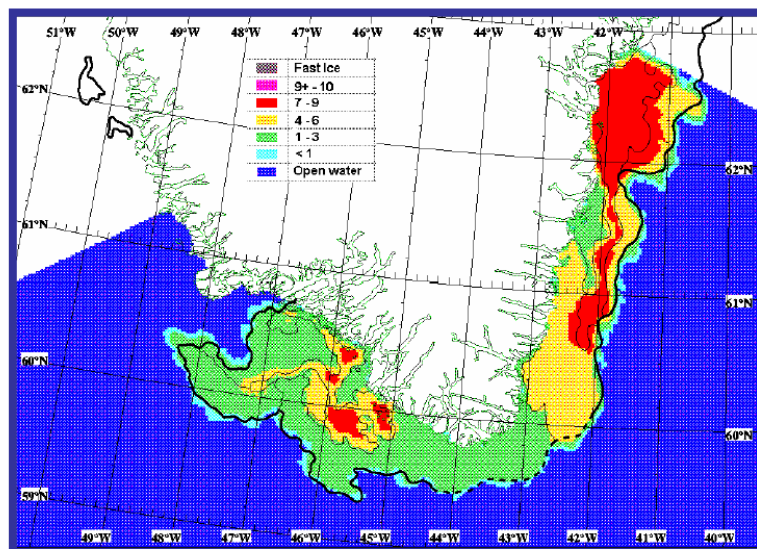 51°W 50°W 49°W 48°W 47°W 46°W 45°W 44°W 43°W 42°W 41°W
Fast Ice
9+ - 10
7 - 9
4 - 6
1 - 3
< 1
Open water
62°N
62°N
61°N
61°N
60°N
60°N
59°N
49°W 48°W 47°W 46°W 45°W 44°W 43°W 42°W 41°W 40°W